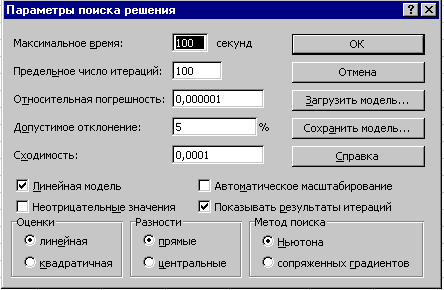 Параметры поиска решения ? ×
Максимальное время: 100 секунд OK
Предельное число итераций: 100 Отмена
Относительная погрешность: 0,000001 Загрузить модель...
Допустимое отклонение: 5 % Сохранить модель...
Сходимость: 0,0001 Справка
Линейная модель Автоматическое масштабирование
Неотрицательные значения Показывать результаты итераций
Оценки Разности Метод поиска
линейная прямые Ньютона
квадратичная центральные сопряженных градиентов